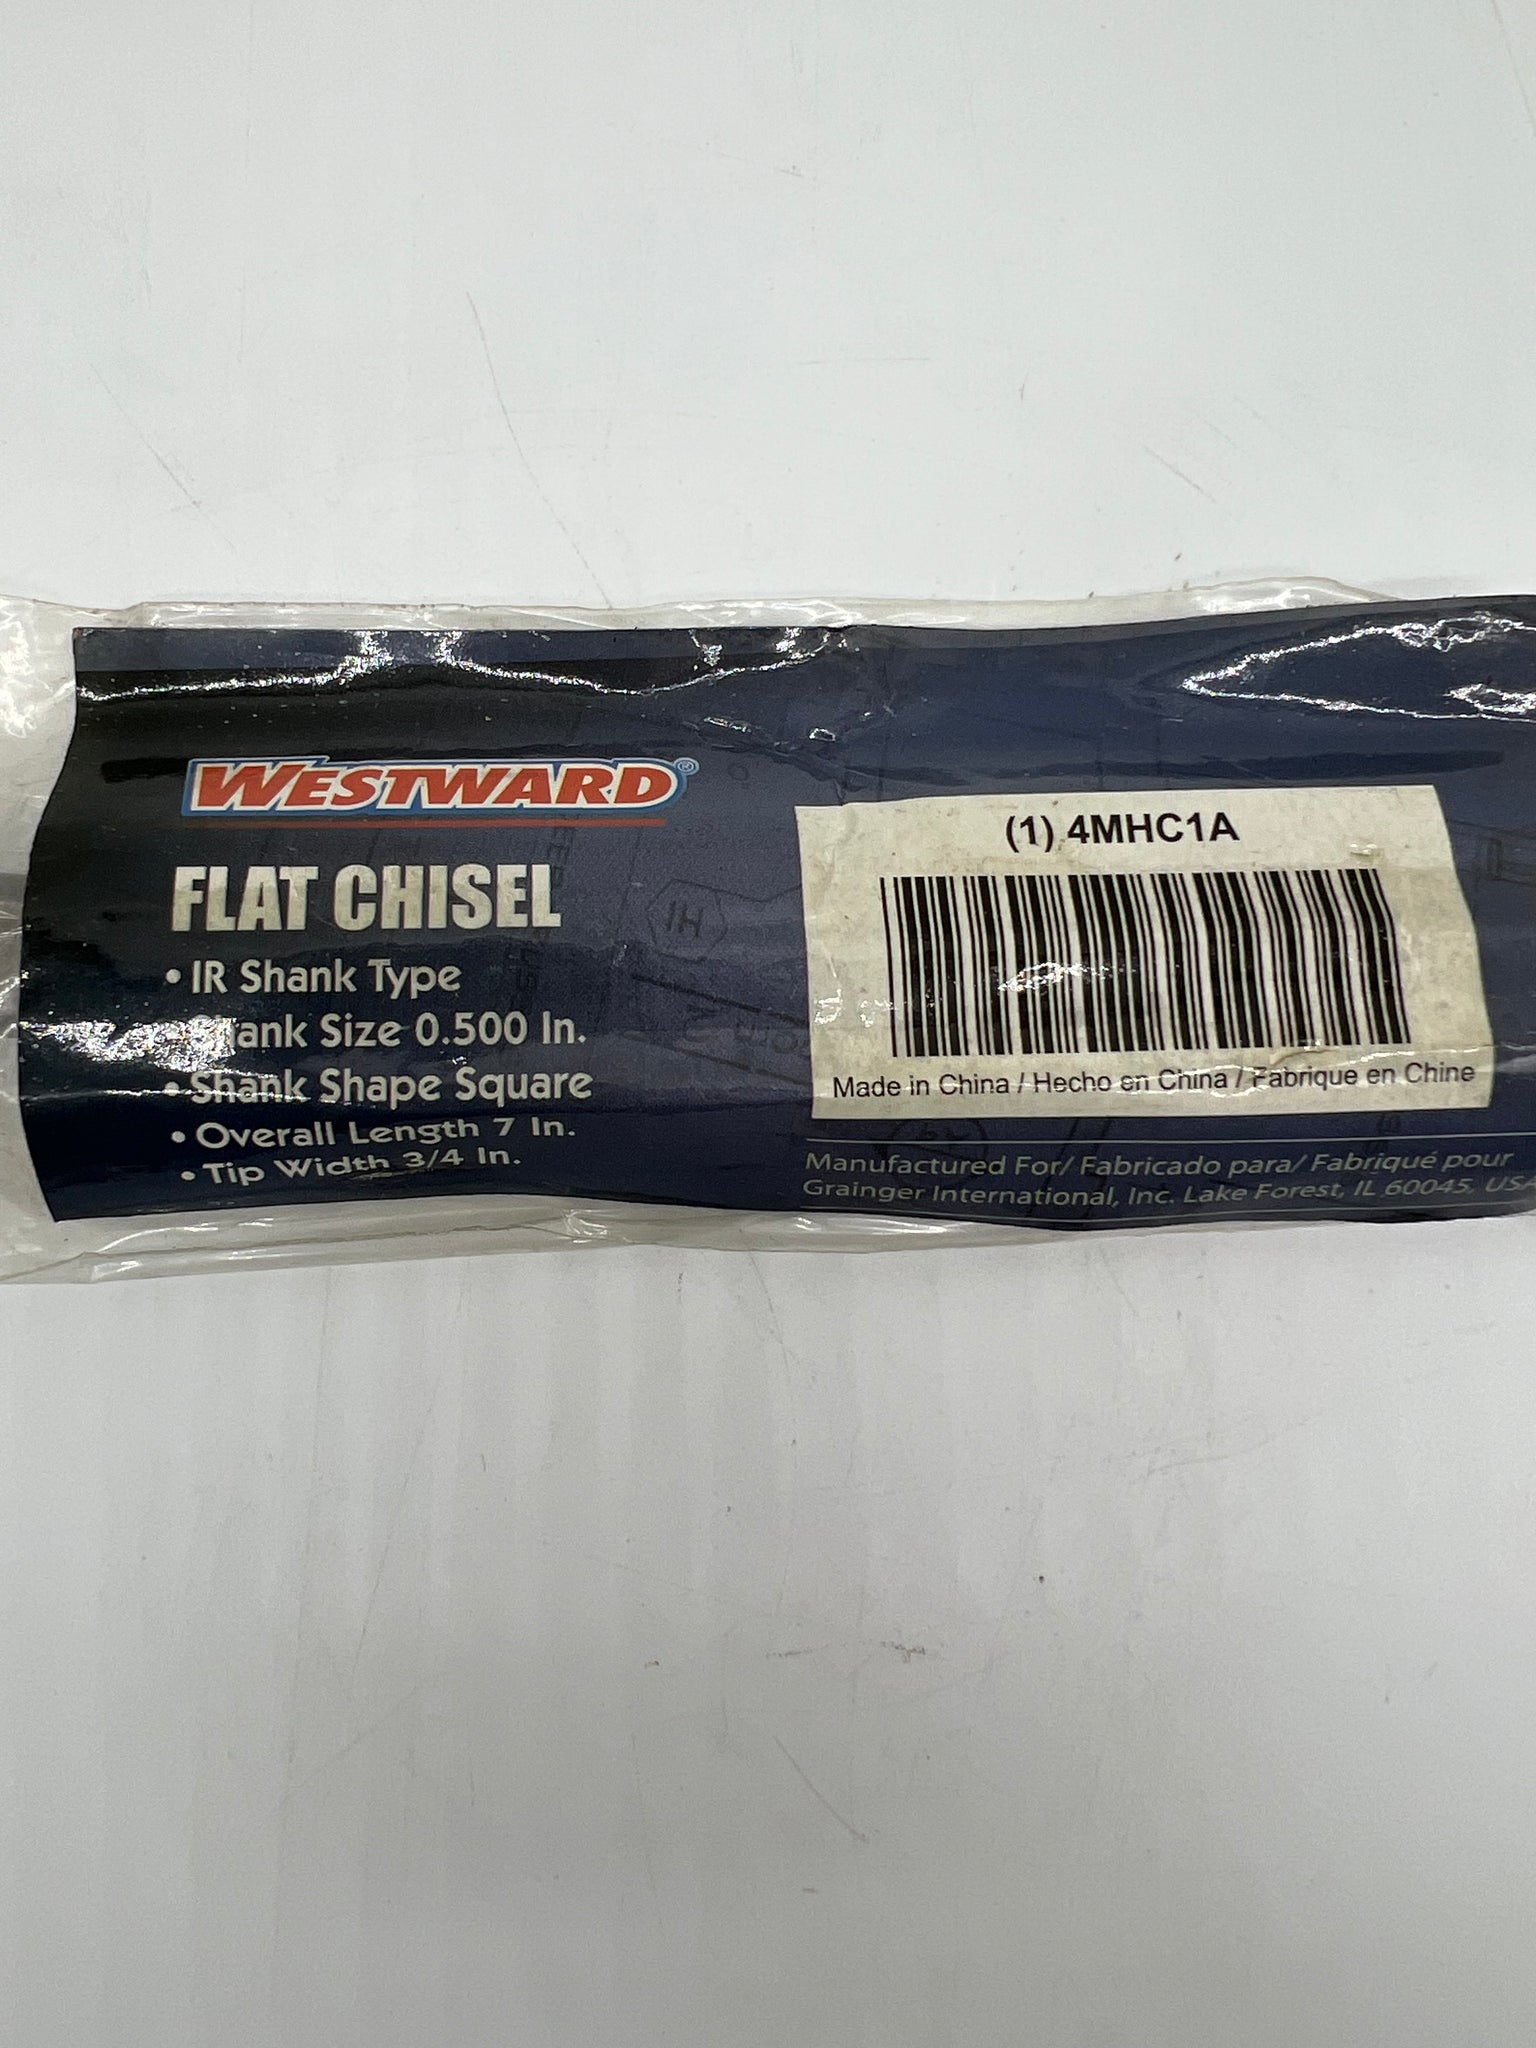 WESTWARD®
FLAT CHISEL
• IR Shank Type
Shank Size 0.500 In.
• Shank Shape Square
• Overall Length 7 In.
• Tip Width 3/4 In.
(1) 4MHC1A
Made in China / Hecho en China / Fabrique en Chine
Manufactured For/ Fabricado para/ Fabriqué pour
Grainger International, Inc. Lake Forest, IL 60045, USA